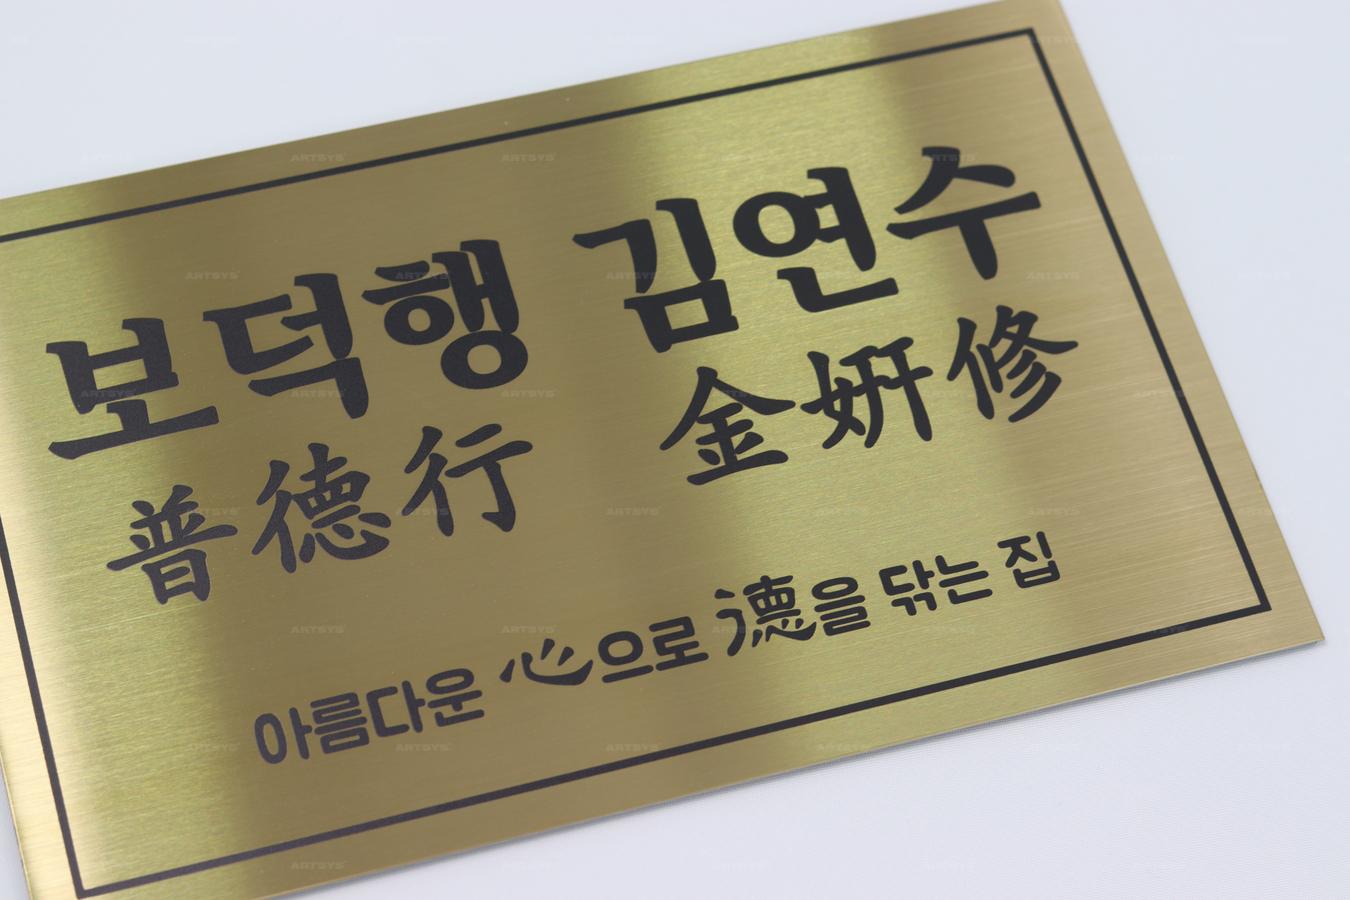 보덕행 김연수
普德行 金姸修
아름다운 心으로 德을 닦는 집
ARTSYS